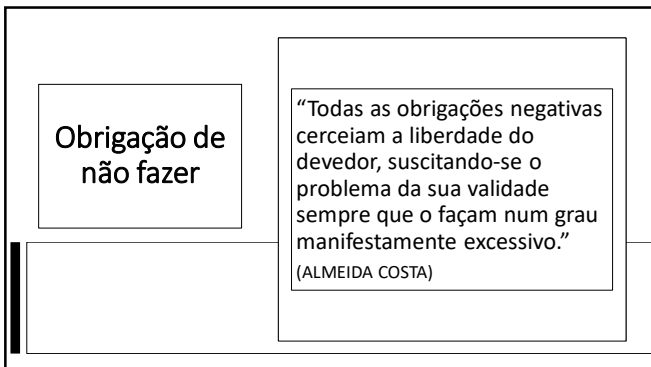 Obrigação de
não fazer
“Todas as obrigações negativas
cerceiam a liberdade do
devedor, suscitando-se o
problema da sua validade
sempre que o façam num grau
manifestamente excessivo.”
(ALMEIDA COSTA)